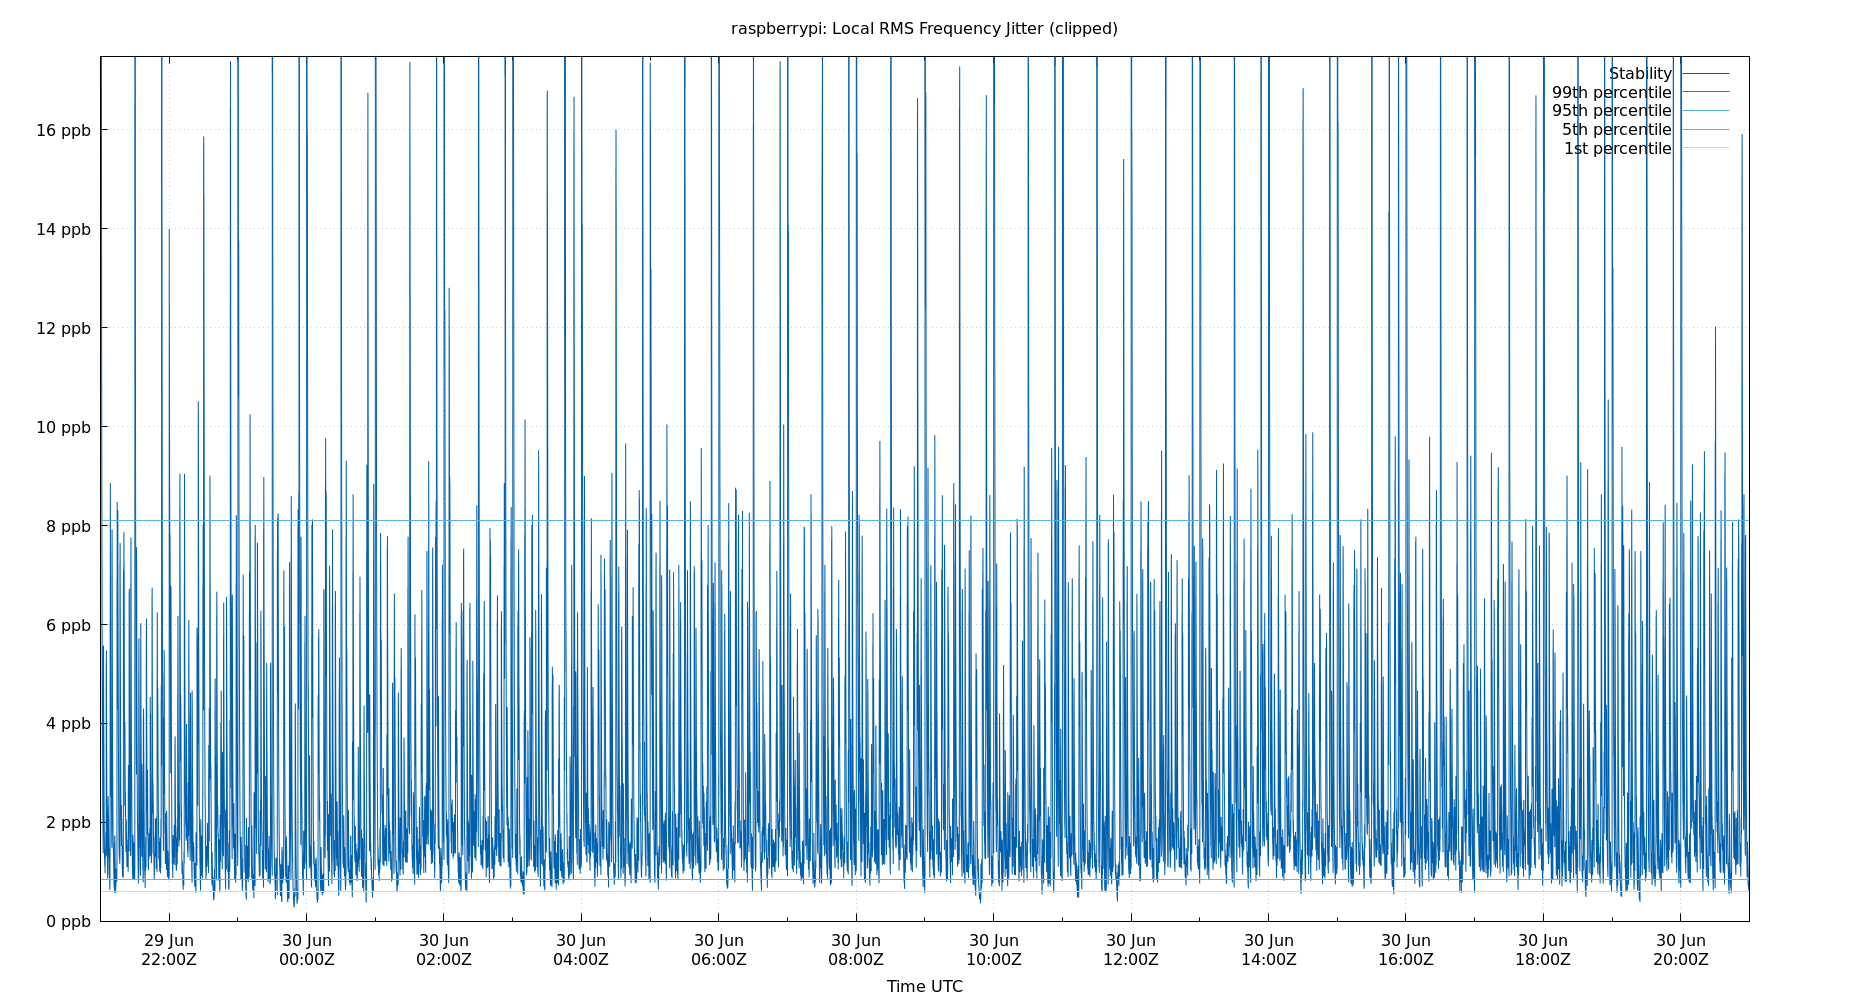 raspberrypi: Local RMS Frequency Jitter (clipped)
Stability
99th percentile
95th percentile
5th percentile
1st percentile
16 ppb
14 ppb
12 ppb
10 ppb
8 ppb
6 ppb
4 ppb
2 ppb
0 ppb
29 Jun 30 Jun 30 Jun 30 Jun 30 Jun 30 Jun 30 Jun 30 Jun 30 Jun 30 Jun 30 Jun 30 Jun
22:00Z 00:00Z 02:00Z 04:00Z 06:00Z 08:00Z 10:00Z 12:00Z 14:00Z 16:00Z 18:00Z 20:00Z
Time UTC